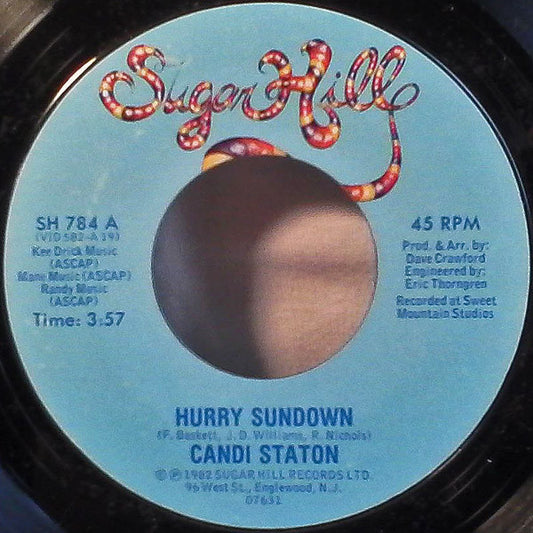 Sugar Hill
SH 784 A
(VID 582-A 19)
Kee Drick Music
(ASCAP)
Many Music (ASCAP)
Randy Music
(ASCAP)
Time: 3:57
45 RPM
Prod. & Arr. by:
Dave Crawford
Engineered by:
Eric Thorngren
Recorded at Sweet
Mountain Studios
HURRY SUNDOWN
(F. Baskett, J. D. Williams, R. Nichols)
CANDI STATON
© ℗ 1982 SUGAR HILL RECORDS LTD.
96 West St., Englewood, N.J.
07631